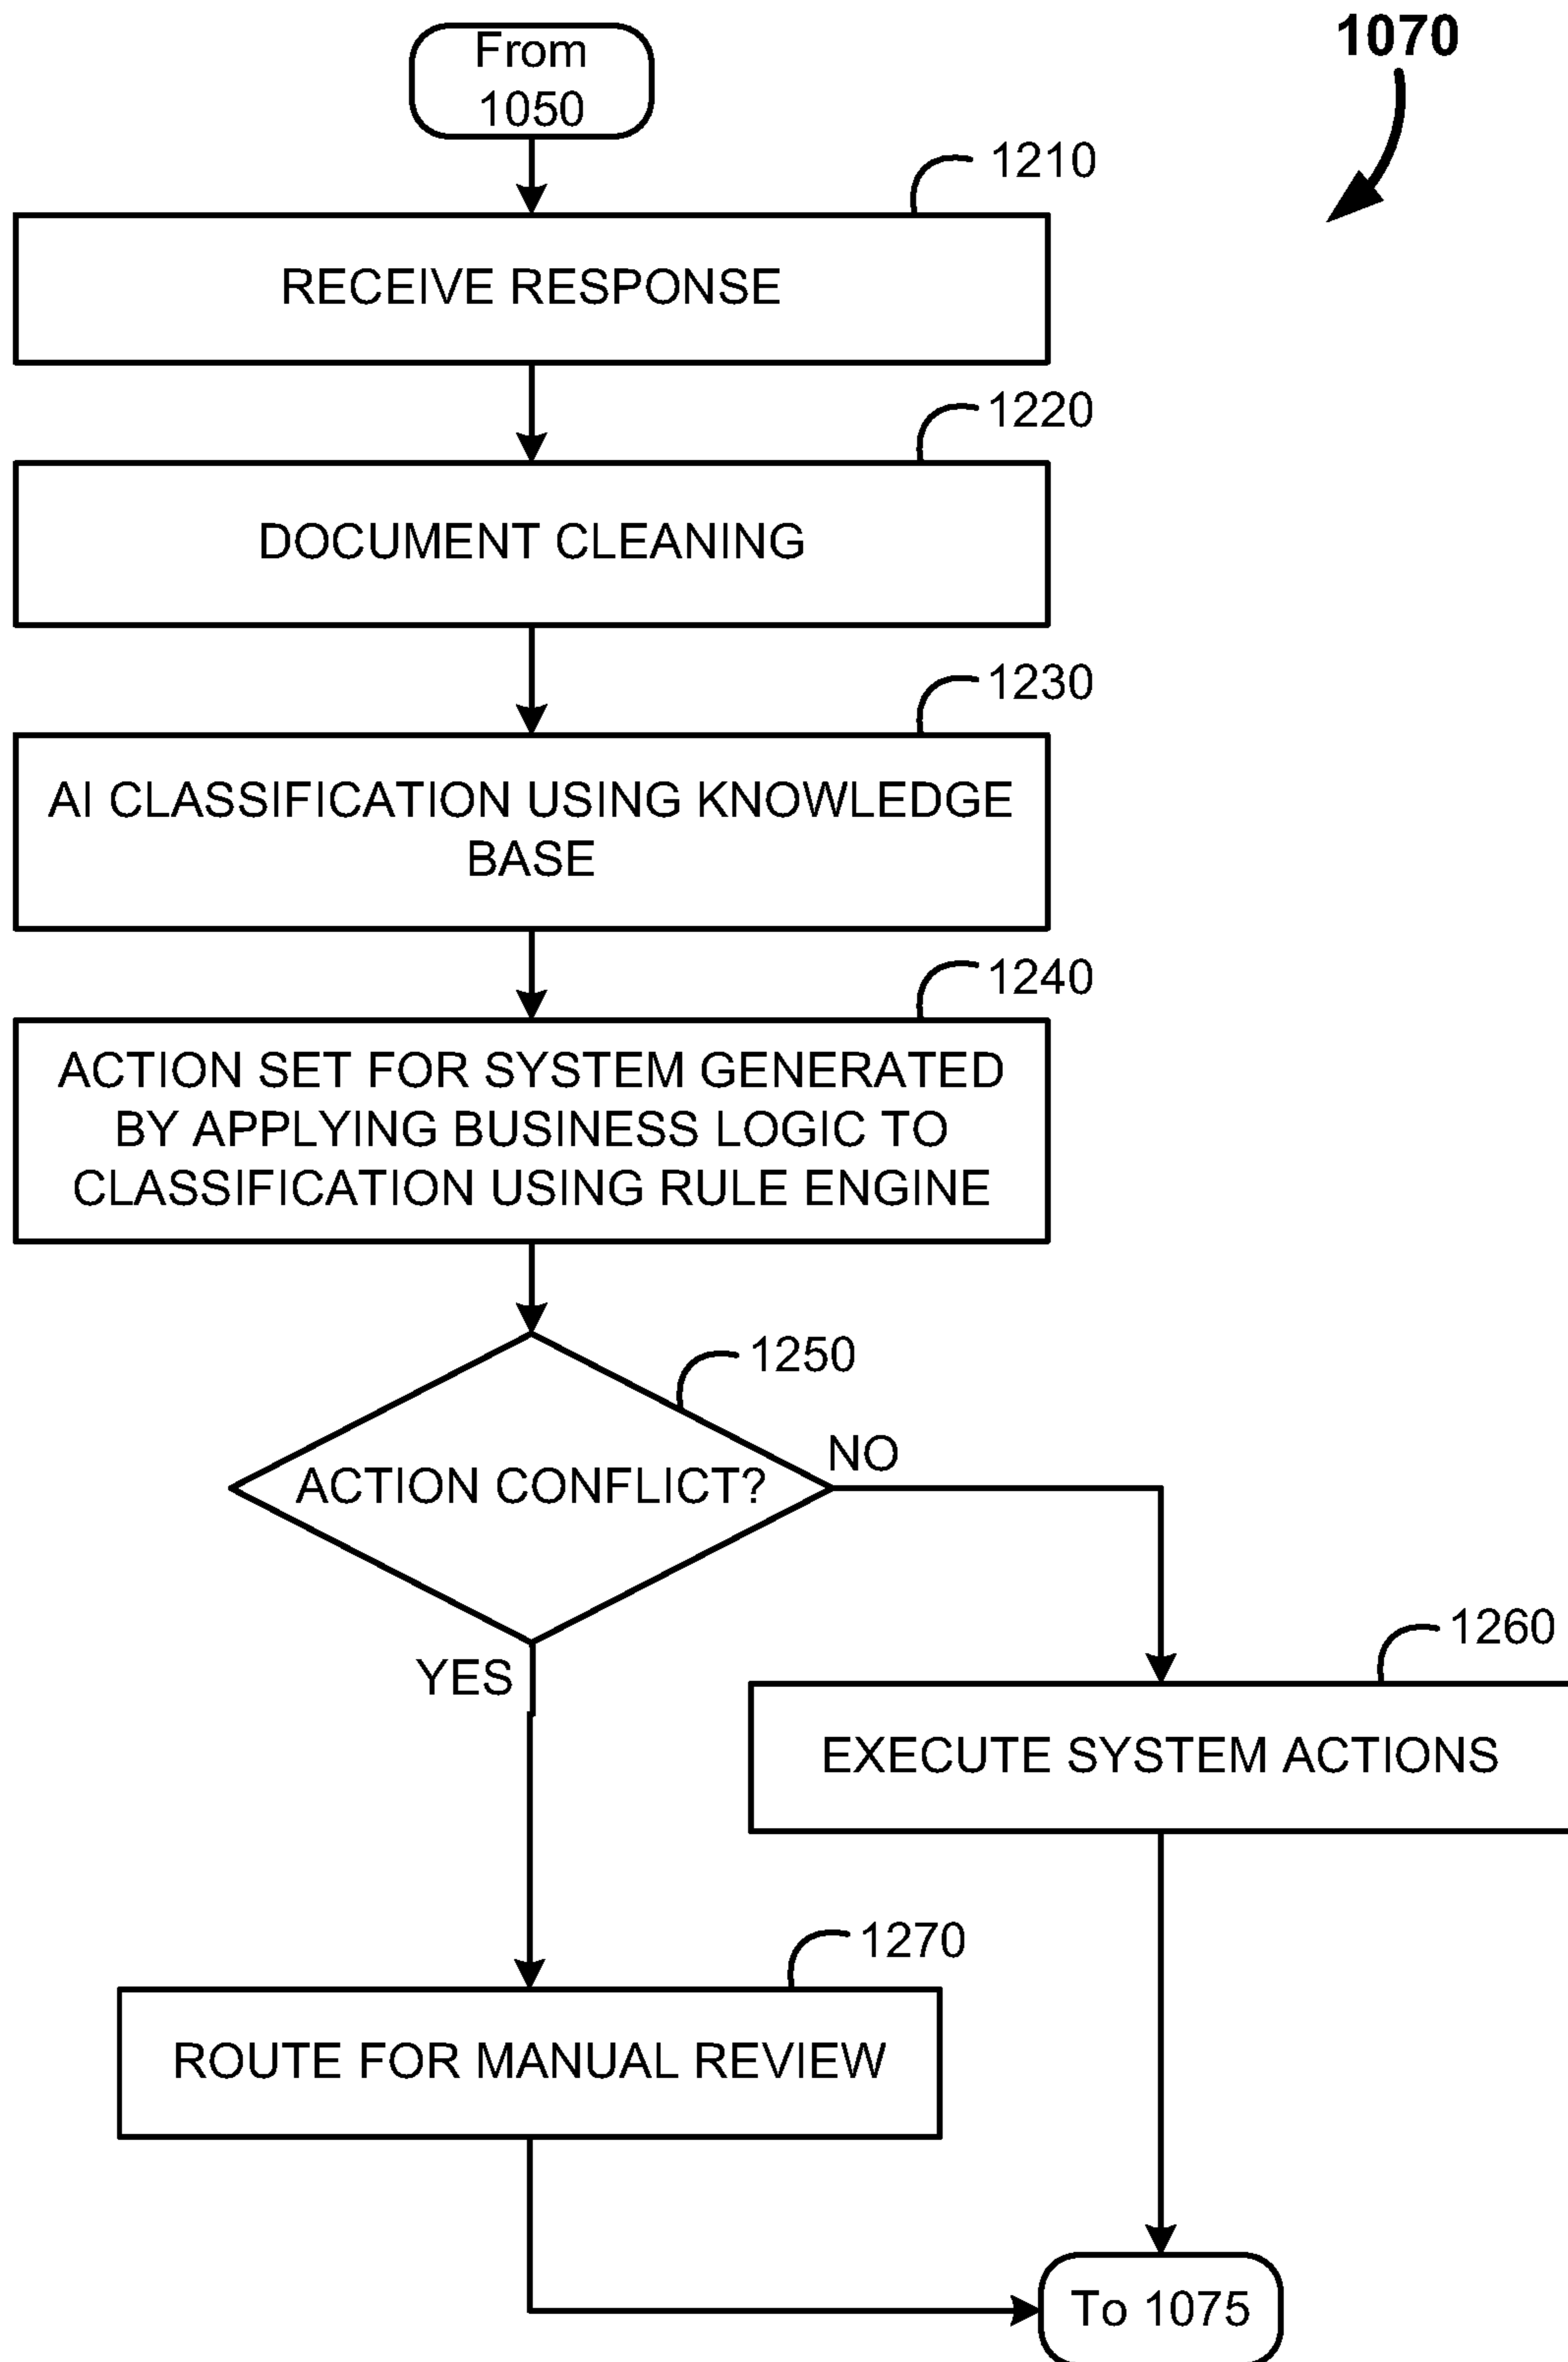 From
1050
1070
1210
RECEIVE RESPONSE
1220
DOCUMENT CLEANING
1230
AI CLASSIFICATION USING KNOWLEDGE
BASE
1240
ACTION SET FOR SYSTEM GENERATED
BY APPLYING BUSINESS LOGIC TO
CLASSIFICATION USING RULE ENGINE
1250
ACTION CONFLICT?
NO
YES
1260
EXECUTE SYSTEM ACTIONS
1270
ROUTE FOR MANUAL REVIEW
To 1075